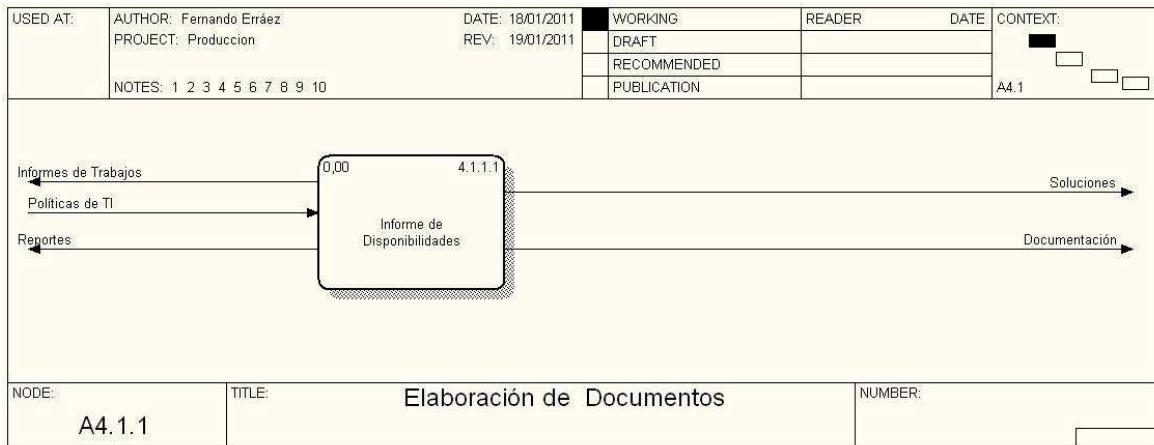 USED AT:
AUTHOR: Fernando Erráez
DATE: 18/01/2011
PROJECT: Produccion
REV: 19/01/2011
NOTES: 1 2 3 4 5 6 7 8 9 10
WORKING
DRAFT
RECOMMENDED
PUBLICATION
READER
DATE
CONTEXT:
A4.1
Informes de Trabajos
Políticas de TI
Reportes
0,00
4.1.1.1
Informe de
Disponibilidades
Soluciones
Documentación
NODE:
A4.1.1
TITLE:
Elaboración de Documentos
NUMBER: